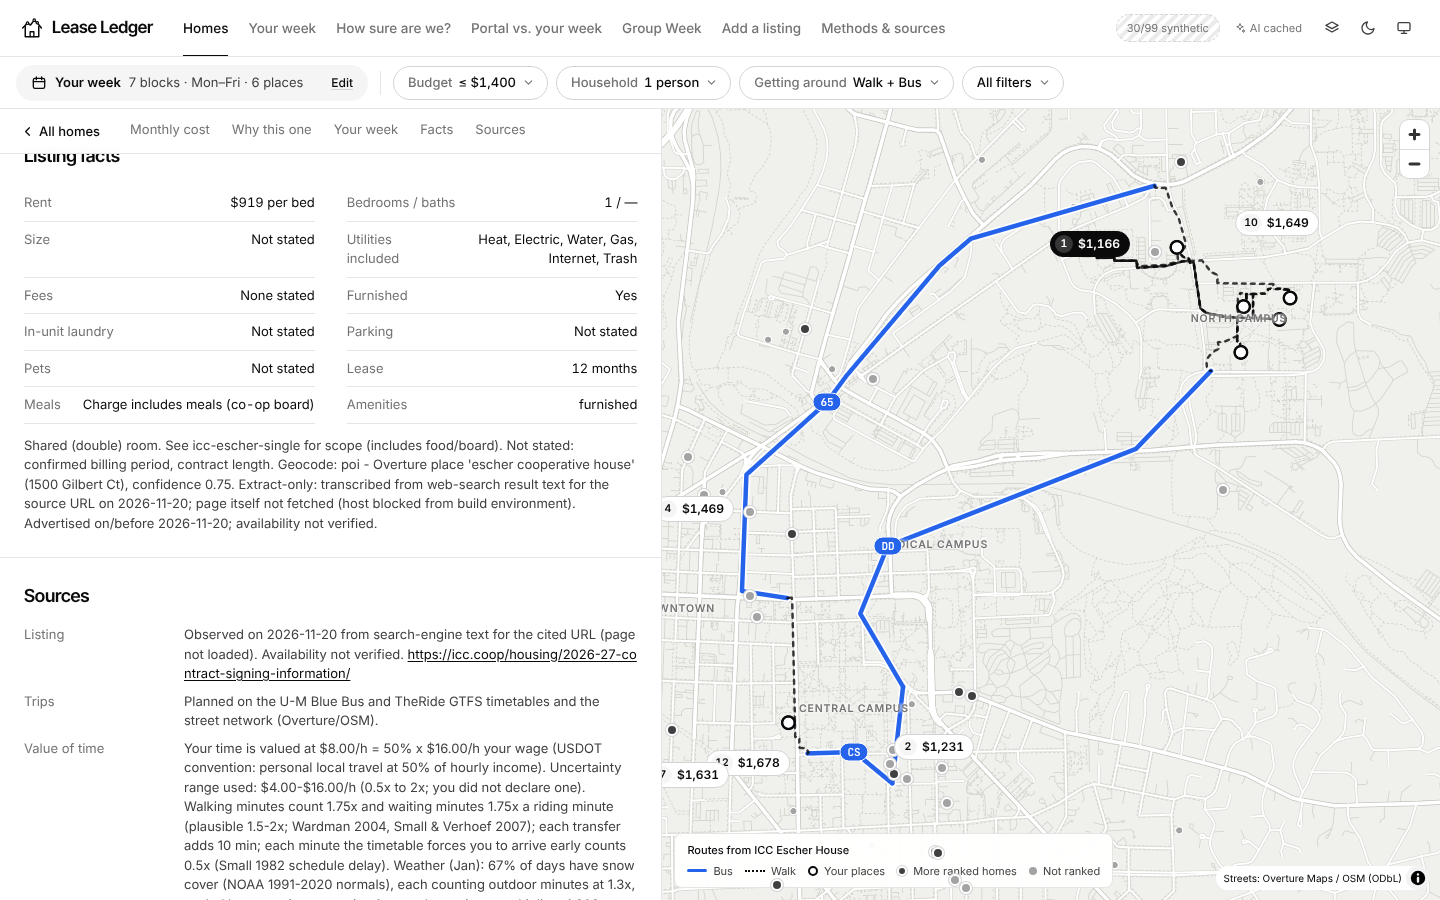 Lease Ledger
Homes
Your week
How sure are we?
Portal vs. your week
Group Week
Add a listing
Methods & sources
30/99 synthetic
AI cached
Your week 7 blocks · Mon–Fri · 6 places Edit
Budget ≤ $1,400
Household 1 person
Getting around Walk + Bus
All filters
All homes
Monthly cost
Why this one
Your week
Facts
Sources
Listing facts
Rent $919 per bed
Bedrooms / baths 1 / —
Size Not stated
Utilities included Heat, Electric, Water, Gas,
Internet, Trash
Fees None stated
Furnished Yes
In-unit laundry Not stated
Parking Not stated
Pets Not stated
Lease 12 months
Meals Charge includes meals (co-op board)
Amenities furnished
Shared (double) room. See icc-escher-single for scope (includes food/board). Not stated:
confirmed billing period, contract length. Geocode: poi - Overture place 'escher cooperative house'
(1500 Gilbert Ct), confidence 0.75. Extract-only: transcribed from web-search result text for the
source URL on 2026-11-20; page itself not fetched (host blocked from build environment).
Advertised on/before 2026-11-20; availability not verified.
Sources
Listing
Observed on 2026-11-20 from search-engine text for the cited URL (page
not loaded). Availability not verified. https://icc.coop/housing/2026-27-co
ntract-signing-information/
Trips
Planned on the U-M Blue Bus and TheRide GTFS timetables and the
street network (Overture/OSM).
Value of time
Your time is valued at $8.00/h = 50% x $16.00/h your wage (USDOT
convention: personal local travel at 50% of hourly income). Uncertainty
range used: $4.00-$16.00/h (0.5x to 2x; you did not declare one).
Walking minutes count 1.75x and waiting minutes 1.75x a riding minute
(plausible 1.5-2x; Wardman 2004, Small & Verhoef 2007); each transfer
adds 10 min; each minute the timetable forces you to arrive early counts
0.5x (Small 1982 schedule delay). Weather (Jan): 67% of days have snow
cover (NOAA 1991-2020 normals), each counting outdoor minutes at 1.3x,
10 $1,649
1 $1,166
NORTH CAMPUS
65
4 $1,469
DD
DICAL CAMPUS
WNTOWN
CENTRAL CAMPUS
CS
2 $1,231
12 $1,678
7 $1,631
Routes from ICC Escher House
Bus
Walk
Your places
More ranked homes
Not ranked
Streets: Overture Maps / OSM (ODbL)